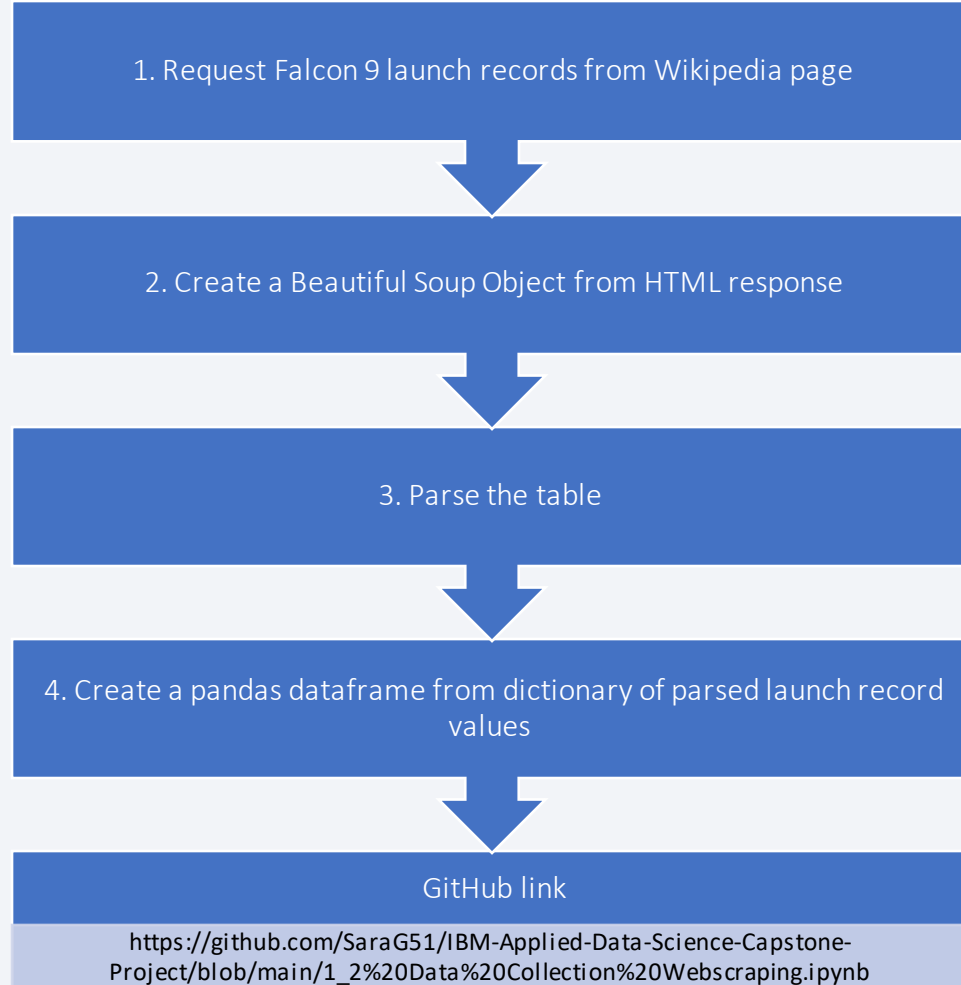 1. Request Falcon 9 launch records from Wikipedia page
2. Create a Beautiful Soup Object from HTML response
3. Parse the table
4. Create a pandas dataframe from dictionary of parsed launch record
values
GitHub link
https://github.com/SaraG51/IBM-Applied-Data-Science-Capstone-
Project/blob/main/1_2%20Data%20Collection%20Webscraping.ipynb